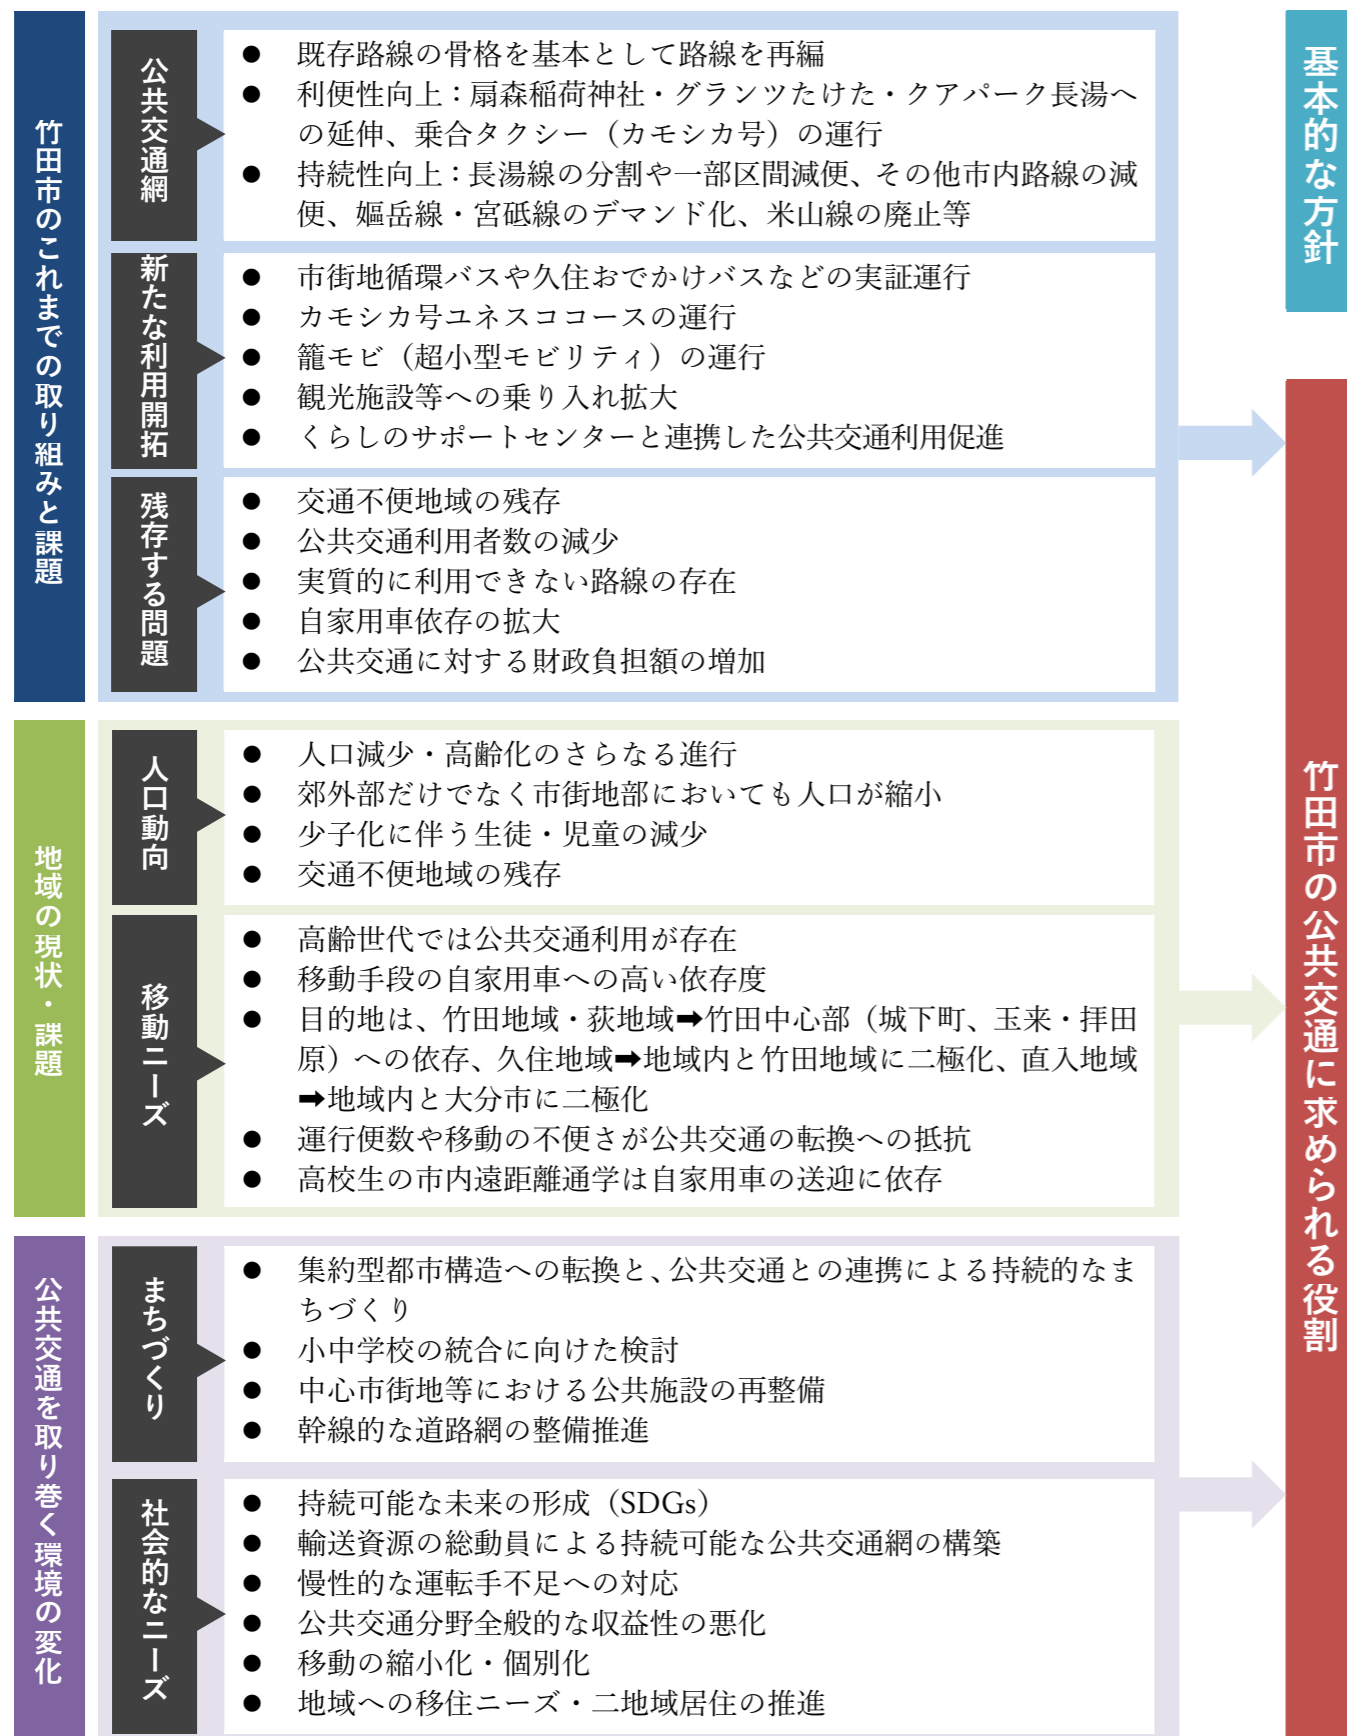 竹田市のこれまでの取り組みと課題
公共交通網
● 既存路線の骨格を基本として路線を再編
● 利便性向上：扇森稲荷神社・グランツたけた・クアパーク長湯へ
の延伸、乗合タクシー（カモシカ号）の運行
● 持続性向上：長湯線の分割や一部区間減便、その他市内路線の減
便、嫗岳線・宮砥線のデマンド化、米山線の廃止等
新たな利用開拓
● 市街地循環バスや久住おでかけバスなどの実証運行
● カモシカ号ユネスココースの運行
● 籠モビ（超小型モビリティ）の運行
● 観光施設等への乗り入れ拡大
● くらしのサポートセンターと連携した公共交通利用促進
残存する問題
● 交通不便地域の残存
● 公共交通利用者数の減少
● 実質的に利用できない路線の存在
● 自家用車依存の拡大
● 公共交通に対する財政負担額の増加
地域の現状・課題
人口動向
● 人口減少・高齢化のさらなる進行
● 郊外部だけでなく市街地部においても人口が縮小
● 少子化に伴う生徒・児童の減少
● 交通不便地域の残存
移動ニーズ
● 高齢世代では公共交通利用が存在
● 移動手段の自家用車への高い依存度
● 目的地は、竹田地域・荻地域➡竹田中心部（城下町、玉来・拝田
原）への依存、久住地域➡地域内と竹田地域に二極化、直入地域
➡地域内と大分市に二極化
● 運行便数や移動の不便さが公共交通の転換への抵抗
● 高校生の市内遠距離通学は自家用車の送迎に依存
公共交通を取り巻く環境の変化
まちづくり
● 集約型都市構造への転換と、公共交通との連携による持続的なま
ちづくり
● 小中学校の統合に向けた検討
● 中心市街地等における公共施設の再整備
● 幹線的な道路網の整備推進
社会的なニーズ
● 持続可能な未来の形成（SDGs）
● 輸送資源の総動員による持続可能な公共交通網の構築
● 慢性的な運転手不足への対応
● 公共交通分野全般的な収益性の悪化
● 移動の縮小化・個別化
● 地域への移住ニーズ・二地域居住の推進
基本的な方針
竹田市の公共交通に求められる役割